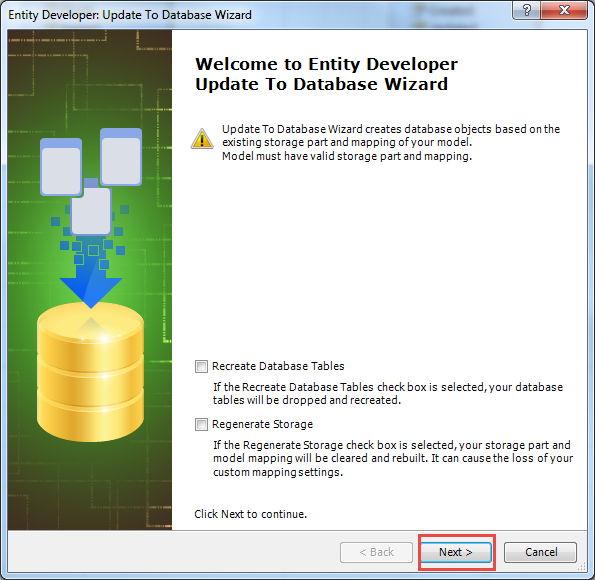 Entity Developer: Update To Database Wizard
?
Welcome to Entity Developer
Update To Database Wizard
Update To Database Wizard creates database objects based on the
existing storage part and mapping of your model.
Model must have valid storage part and mapping.
Recreate Database Tables
If the Recreate Database Tables check box is selected, your database
tables will be dropped and recreated.
Regenerate Storage
If the Regenerate Storage check box is selected, your storage part and
model mapping will be cleared and rebuilt. It can cause the loss of your
custom mapping settings.
Click Next to continue.
< Back Next > Cancel